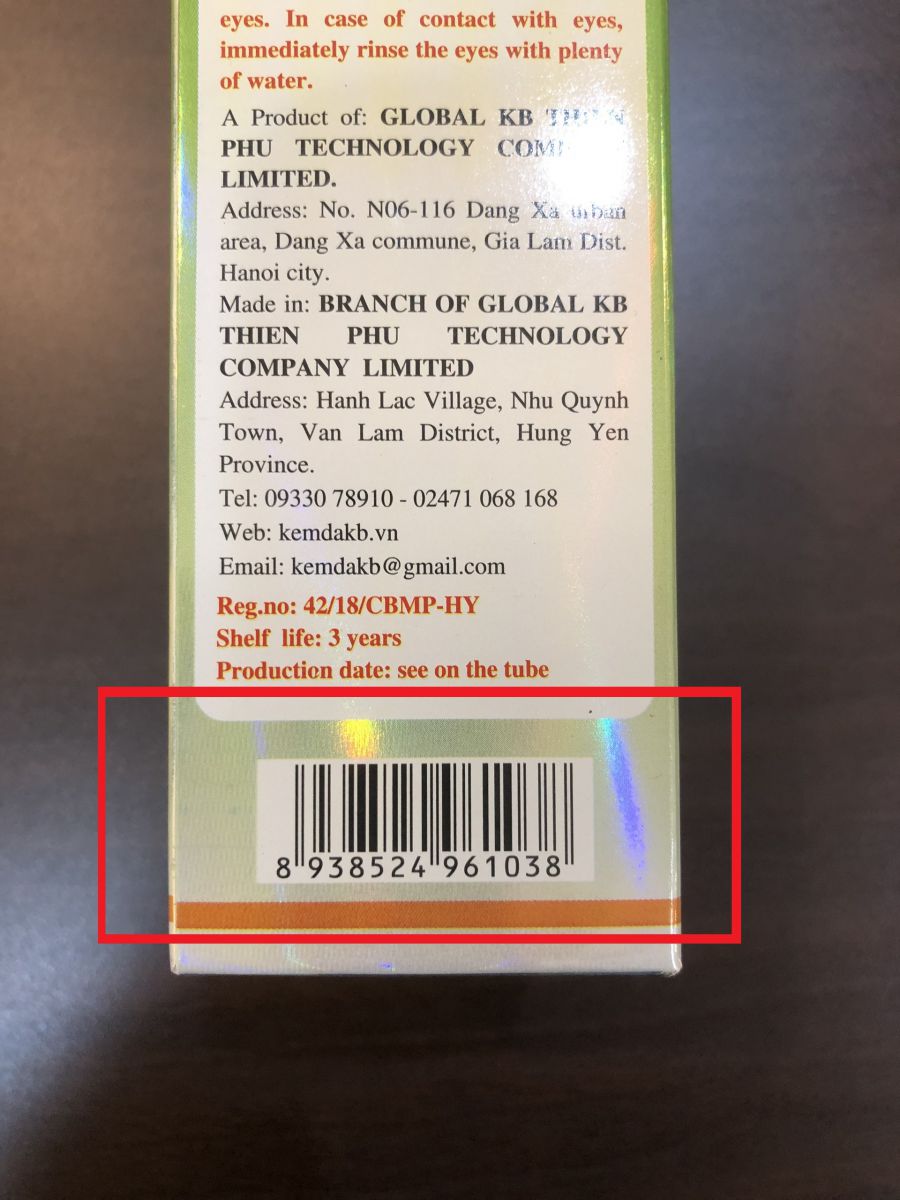 eyes. In case of contact with eyes,
immediately rinse the eyes with plenty
of water.
A Product of: GLOBAL KB THIEN
PHU TECHNOLOGY
LIMITED.
Address: No. N06-116 Dang Xa urban
area, Dang Xa commune, Gia Lam Dist.
Hanoi city.
Made in: BRANCH OF GLOBAL KB
THIEN PHU TECHNOLOGY
COMPANY LIMITED
Address: Hanh Lac Village, Nhu Quynh
Town, Van Lam District, Hung Yen
Province.
Tel: 09330 78910 - 02471 068 168
Web: kemdakb.vn
Email: kemdakb@gmail.com
Reg.no: 42/18/CBMP-HY
Shelf life: 3 years
Production date: see on the tube
8 938524 961038